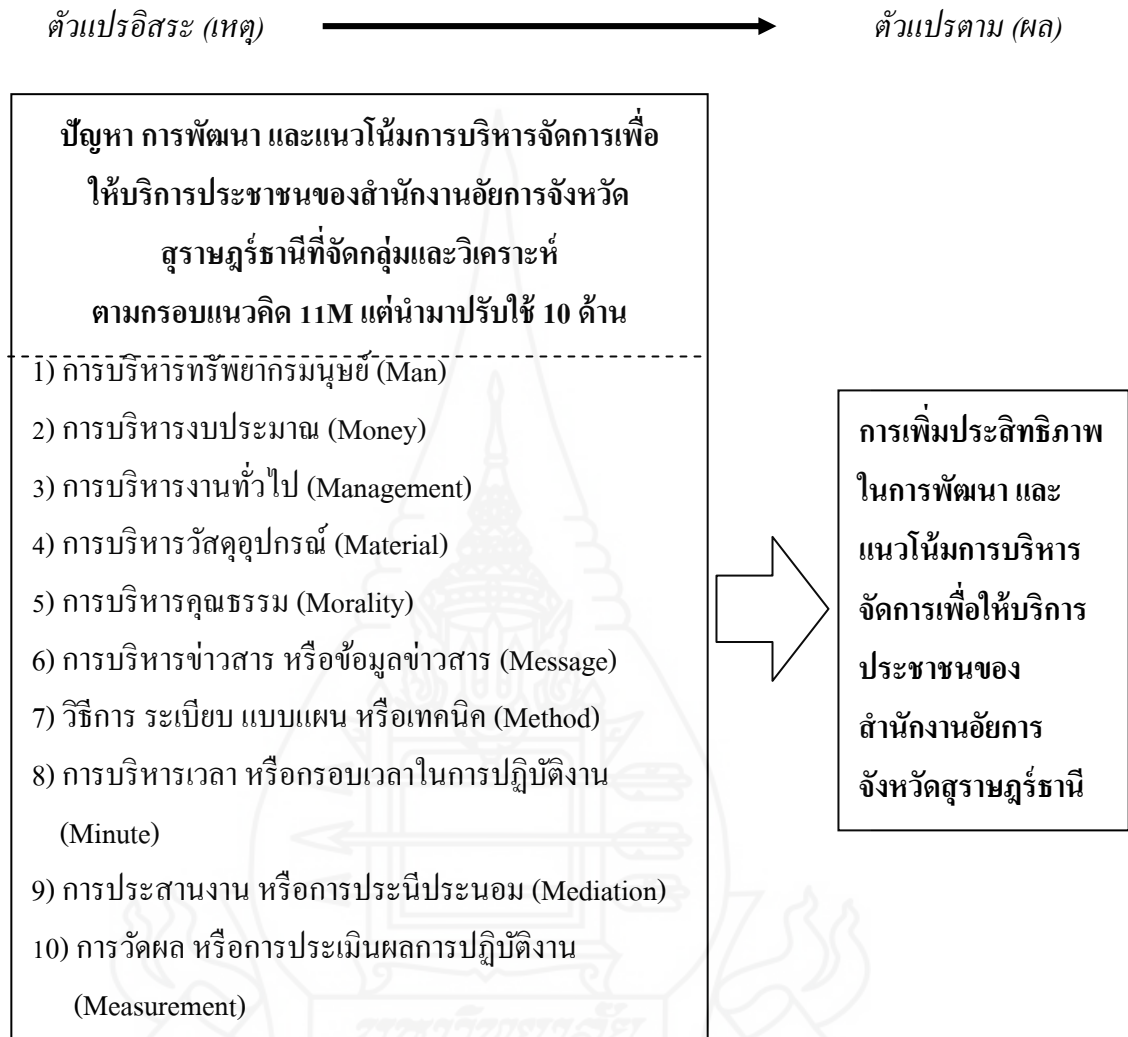 ตัวแปรอิสระ (เหตุ)
ตัวแปรตาม (ผล)
ปัญหา การพัฒนา และแนวโน้มการบริหารจัดการเพื่อ
ให้บริการประชาชนของสำนักงานอัยการจังหวัด
สุราษฎร์ธานีที่จัดกลุ่มและวิเคราะห์
ตามกรอบแนวคิด 11M แต่นำมาปรับใช้ 10 ด้าน
1) การบริหารทรัพยากรมนุษย์ (Man)
2) การบริหารงบประมาณ (Money)
3) การบริหารงานทั่วไป (Management)
4) การบริหารวัสดุอุปกรณ์ (Material)
5) การบริหารคุณธรรม (Morality)
6) การบริหารข่าวสาร หรือข้อมูลข่าวสาร (Message)
7) วิธีการ ระเบียบ แบบแผน หรือเทคนิค (Method)
8) การบริหารเวลา หรือกรอบเวลาในการปฏิบัติงาน
(Minute)
9) การประสานงาน หรือการประนีประนอม (Mediation)
10) การวัดผล หรือการประเมินผลการปฏิบัติงาน
(Measurement)
การเพิ่มประสิทธิภาพ
ในการพัฒนา และ
แนวโน้มการบริหาร
จัดการเพื่อให้บริการ
ประชาชนของ
สำนักงานอัยการ
จังหวัดสุราษฎร์ธานี